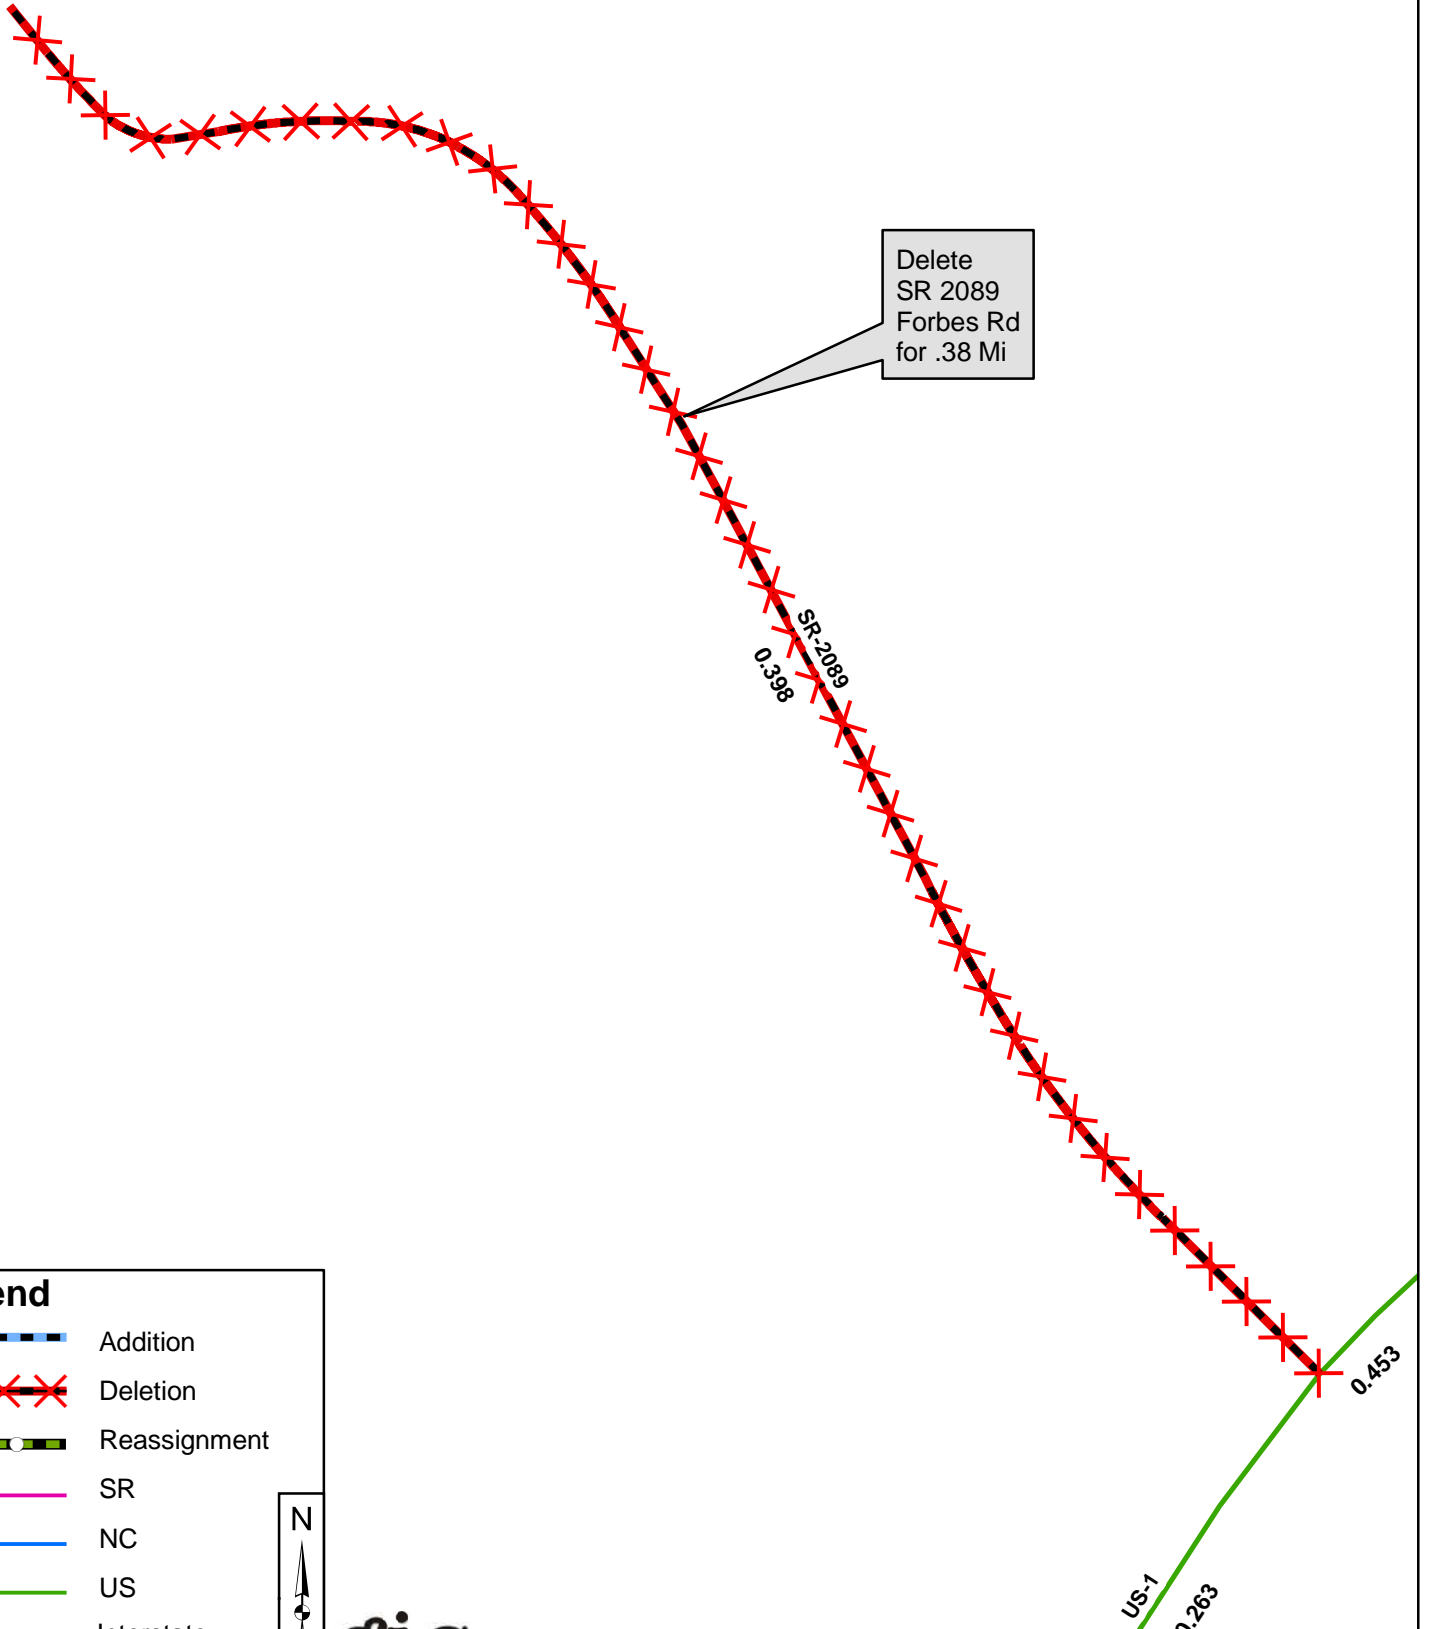 Delete
SR 2089
Forbes Rd
for .38 Mi
SR-2089
0.398
0.453
US-1
0.263
end
Addition
Deletion
Reassignment
SR
NC
US
Interstate
N